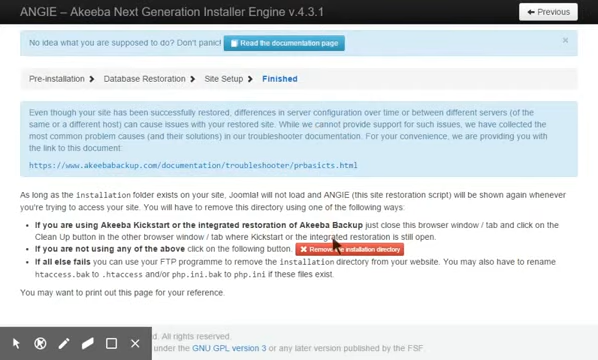 ANGIE – Akeeba Next Generation Installer Engine v.4.3.1
Previous
No idea what you are supposed to do? Don't panic!
Read the documentation page
×
Pre-installation
Database Restoration
Site Setup
Finished
Even though your site has been successfully restored, differences in server configuration over time or between different servers (of the
same or a different host) can cause issues with your restored site. While we cannot provide support for such issues, we have collected the
most common problem causes (and their solutions) in our troubleshooter documentation. For your convenience, we are providing you with
the link to this document:
https://www.akeebabackup.com/documentation/troubleshooter/prbasicts.html
As long as the installation folder exists on your site, Joomla! will not load and ANGIE (this site restoration script) will be shown again whenever
you're trying to access your site. You will have to remove this directory using one of the following ways:
• If you are using Akeeba Kickstart or the integrated restoration of Akeeba Backup just close this browser window / tab and click on the
Clean Up button in the other browser window / tab where Kickstart or the integrated restoration is still open.
• If you are not using any of the above click on the following button.
Remove the installation directory
• If all else fails you can use your FTP programme to remove the installation directory from your website. You may also have to rename
htaccess.bak to .htaccess and/or php.ini.bak to php.ini if these files exist.
You may want to print out this page for your reference.
d. All rights reserved.
under the GNU GPL version 3 or any later version published by the FSF.